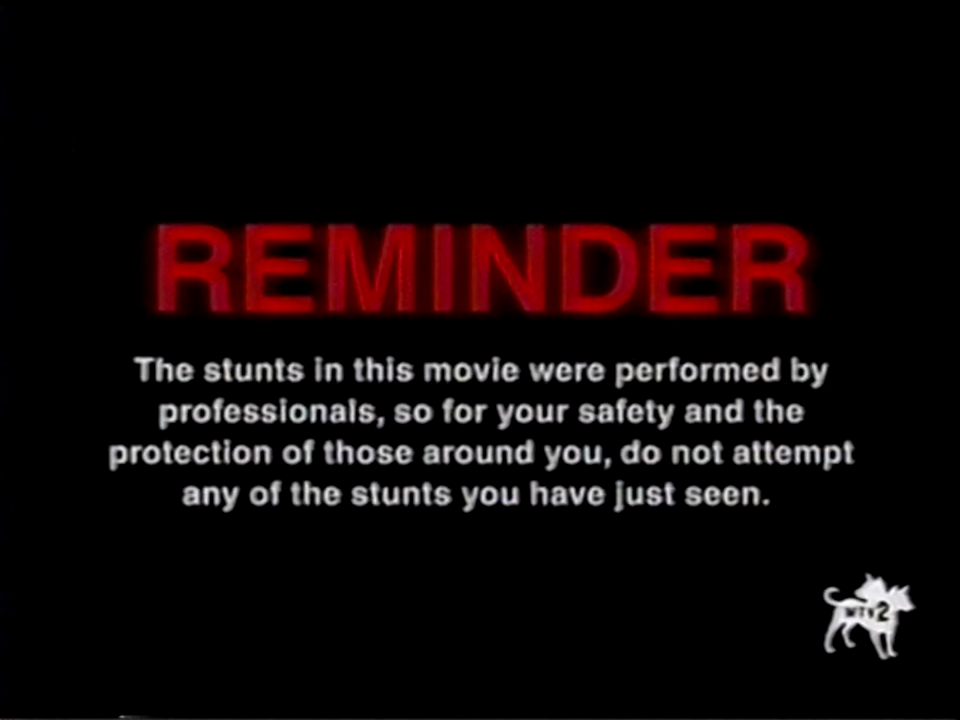 REMINDER
The stunts in this movie were performed by
professionals, so for your safety and the
protection of those around you, do not attempt
any of the stunts you have just seen.
MTV2